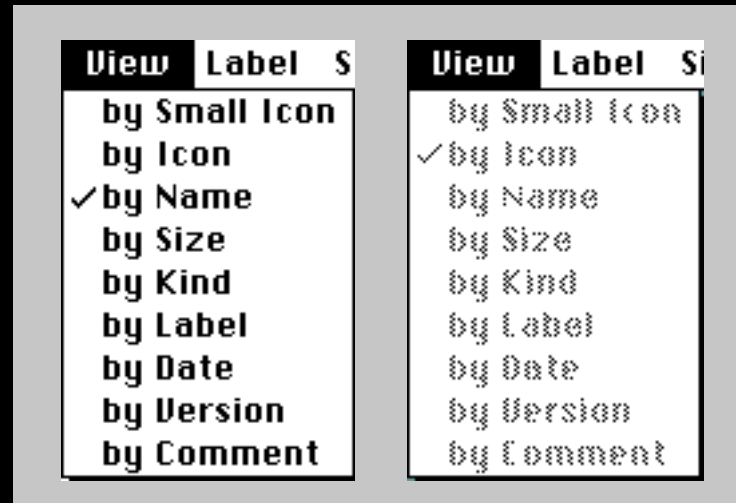 View Label S
by Small Icon
by Icon
✓by Name
by Size
by Kind
by Label
by Date
by Version
by Comment
View Label Si
by Small Icon
✓by Icon
by Name
by Size
by Kind
by Label
by Date
by Version
by Comment